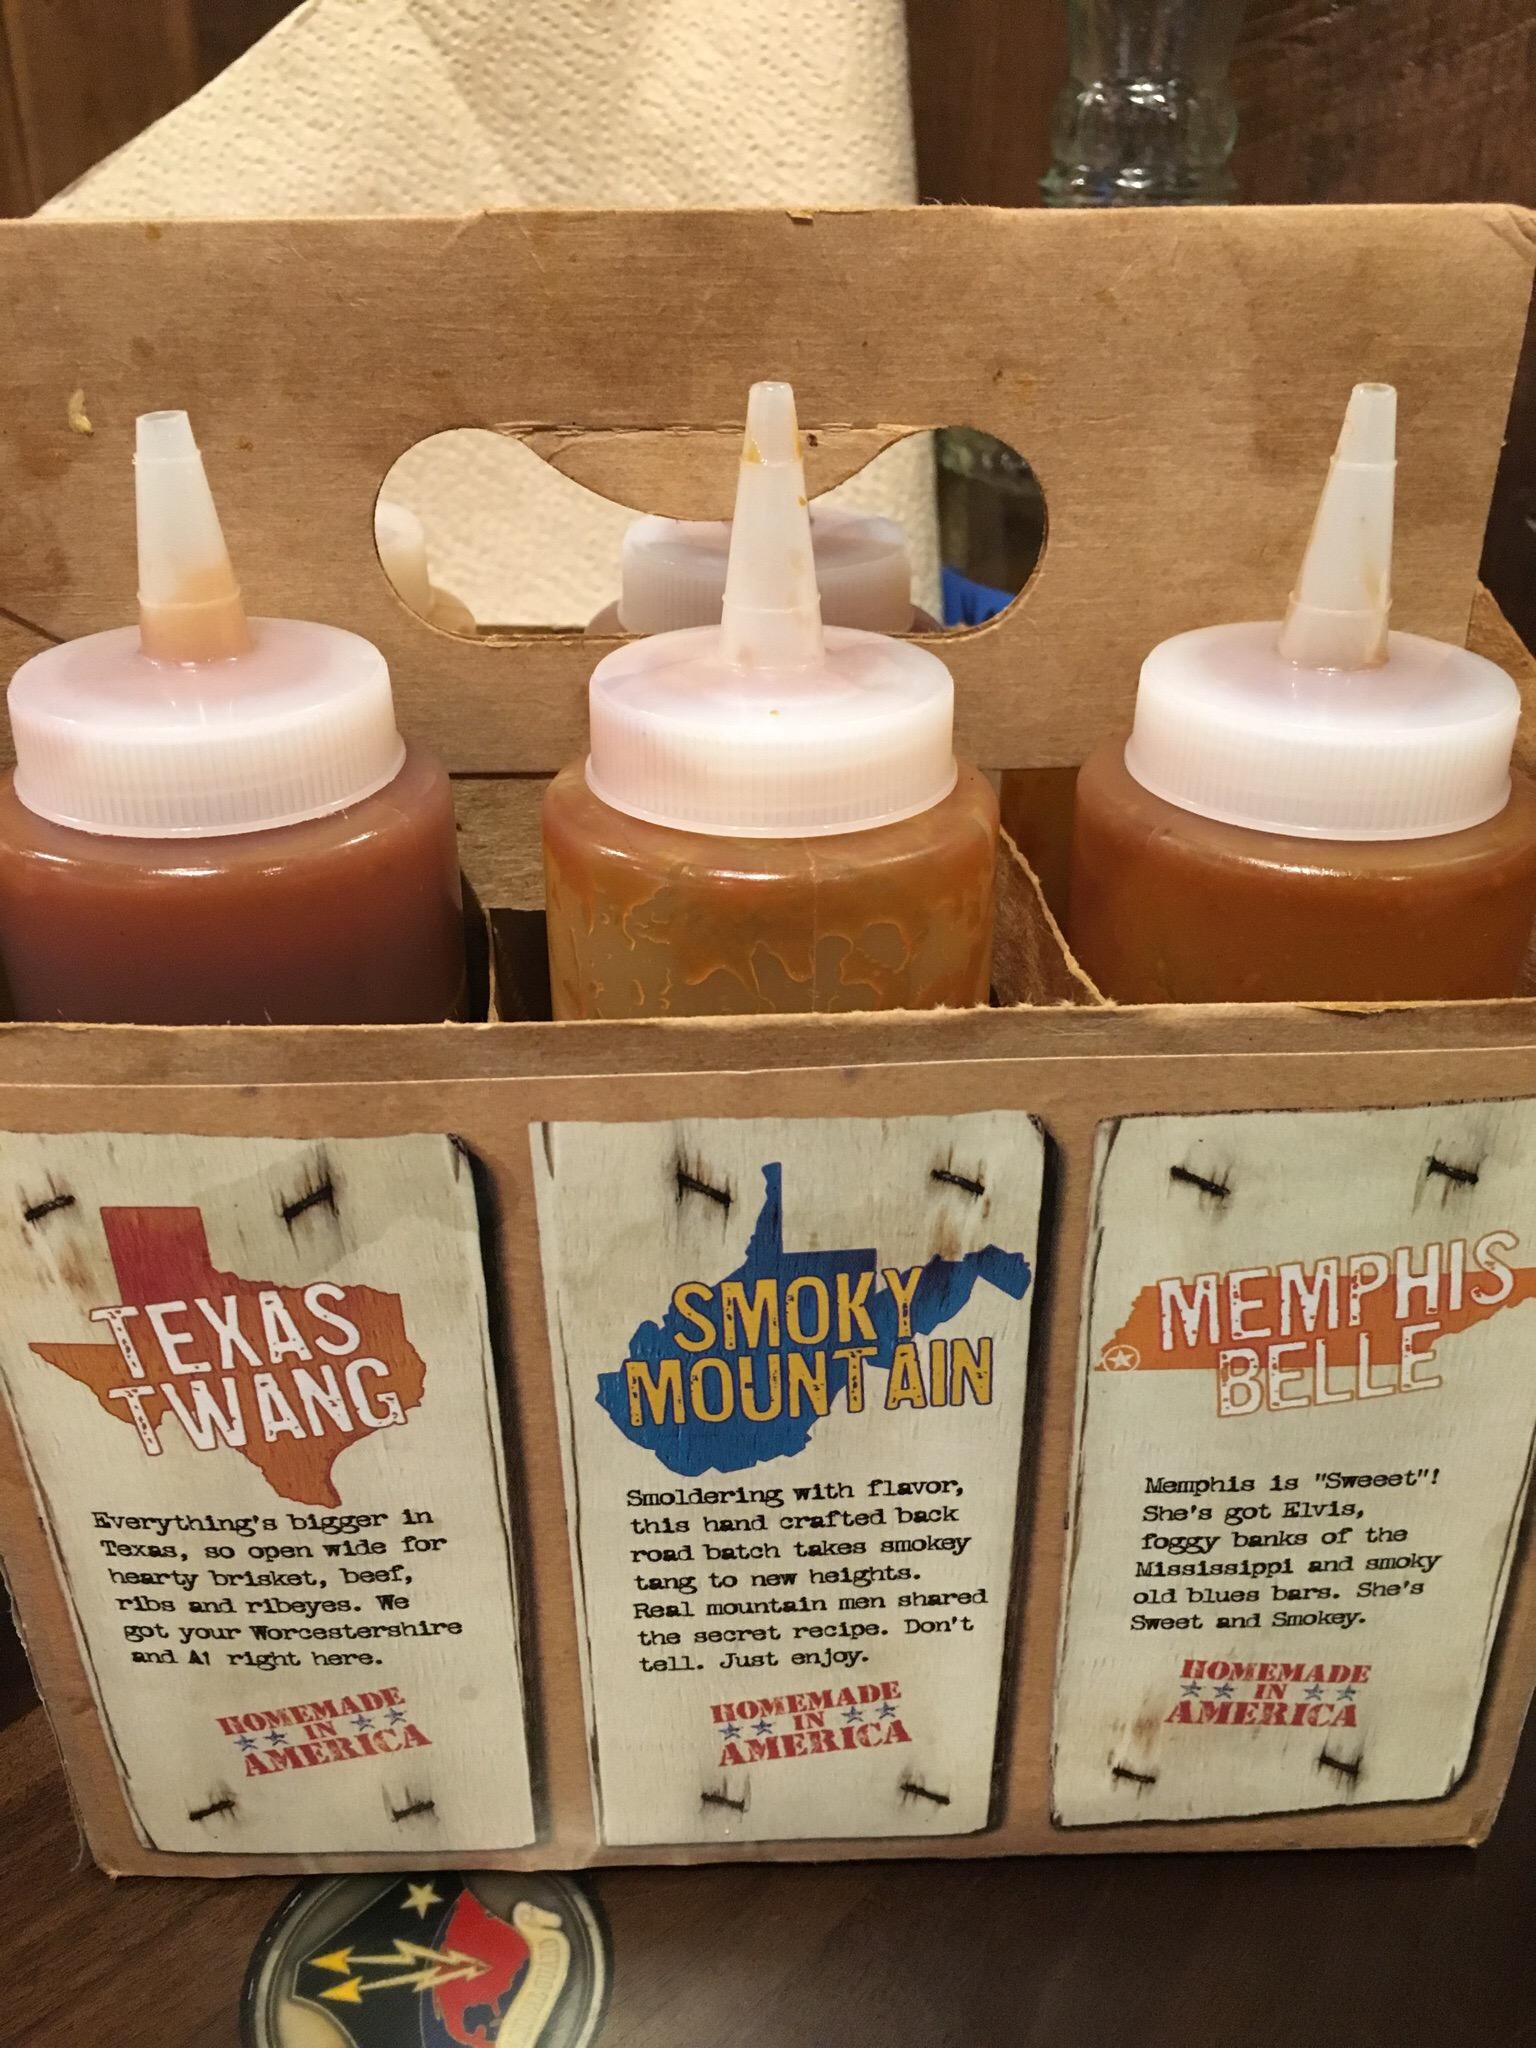 TEXAS
TWANG
Everything's bigger in
Texas, so open wide for
hearty brisket, beef,
ribs and ribeyes. We
got your Worcestershire
and A1 right here.
HOMEMADE
IN
AMERICA
SMOKY
MOUNTAIN
Smoldering with flavor,
this hand crafted back
road batch takes smokey
tang to new heights.
Real mountain men shared
the secret recipe. Don't
tell. Just enjoy.
HOMEMADE
IN
AMERICA
MEMPHIS
BELLE
Memphis is "Sweeet"!
She's got Elvis,
foggy banks of the
Mississippi and smoky
old blues bars. She's
Sweet and Smokey.
HOMEMADE
IN
AMERICA